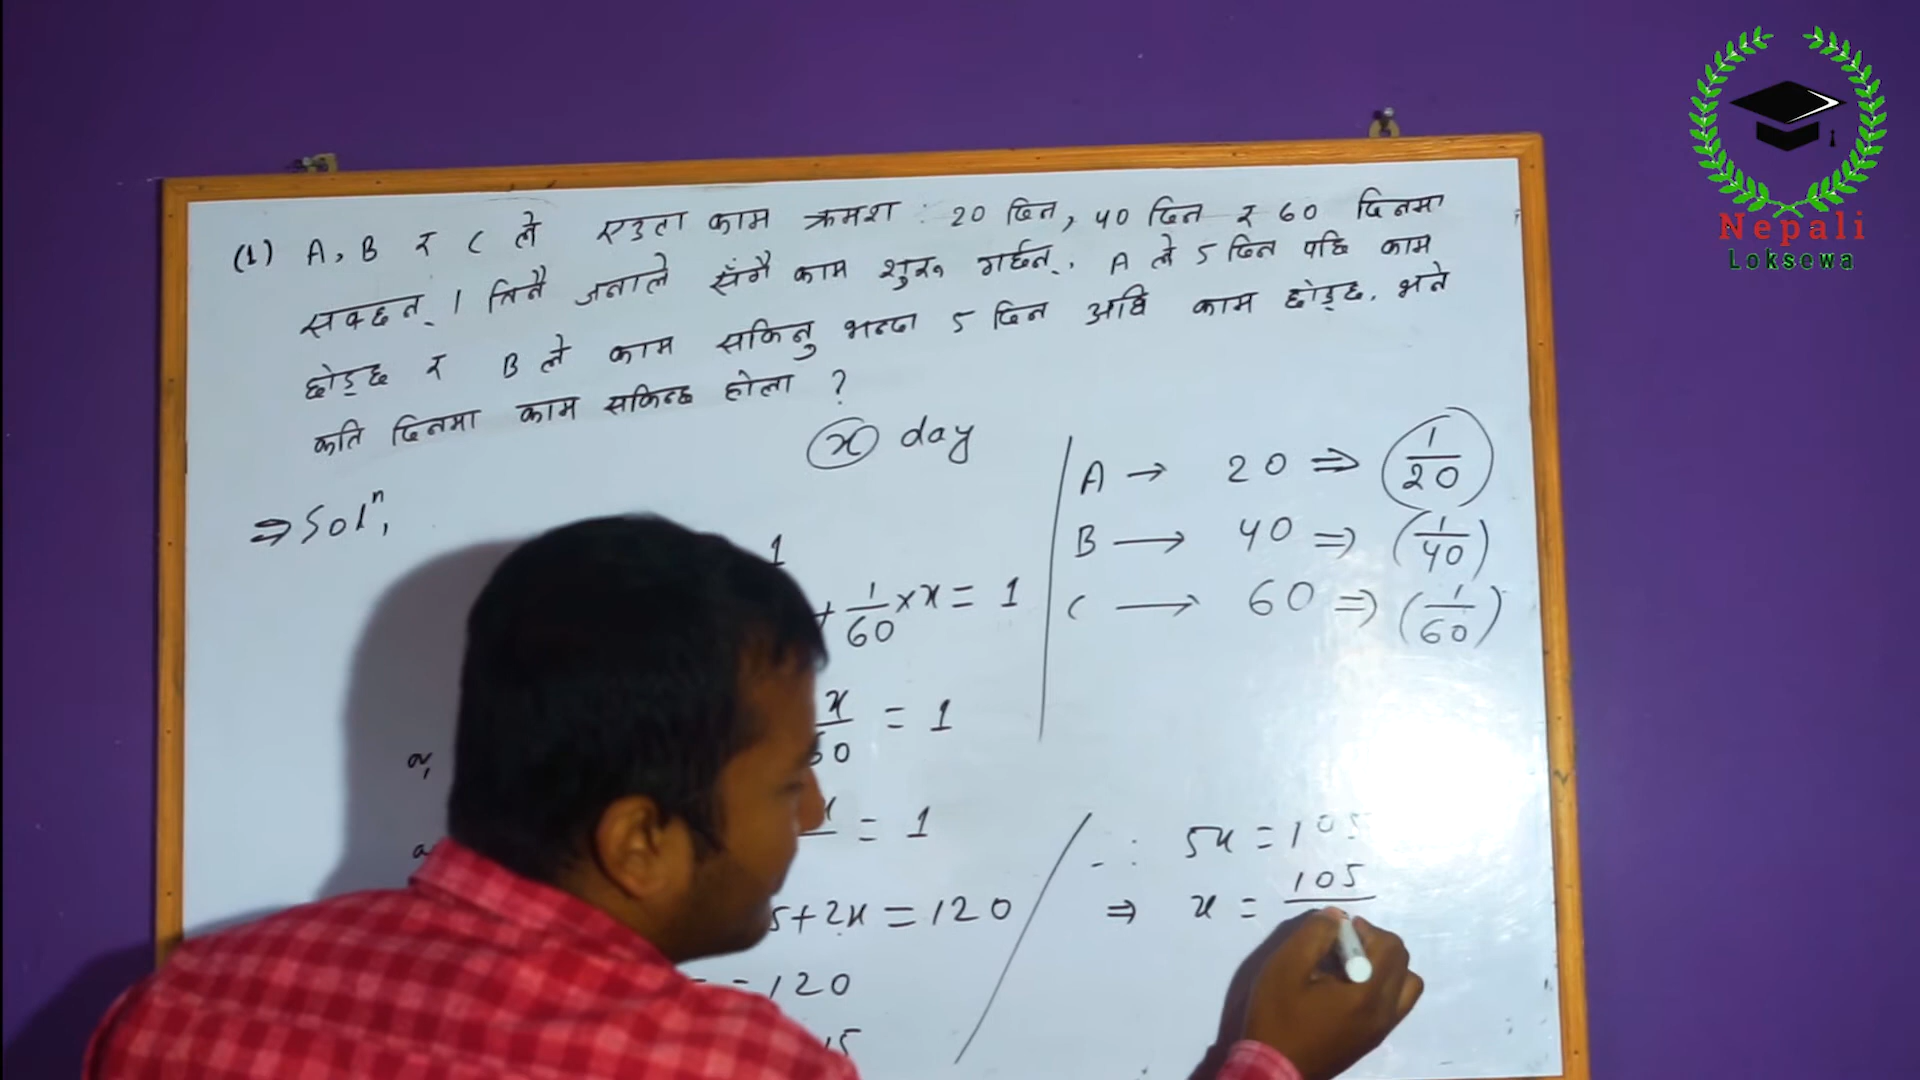 (1) A, B र C ले एउटा काम क्रमश: 20 दिन, 40 दिन र 60 दिनमा
सक्छन् । तिनै जनाले सँगै काम शुरू गर्छन्. A ले 5 दिन पछि काम
छोड्छ र B ले काम सकिनु भन्दा 5 दिन अघि काम छोड्छ. भने
कति दिनमा काम सकिन्छ होला ?
x day
⇒ Solⁿ,
A → 20 ⇒ 1/20
B → 40 ⇒ (1/40)
C → 60 ⇒ (1/60)
1
+ 1/60 × x = 1
x/60 = 1
= 1
5+2x = 120
120
∴ 5x = 105
⇒ x = 105
Nepali
Loksewa